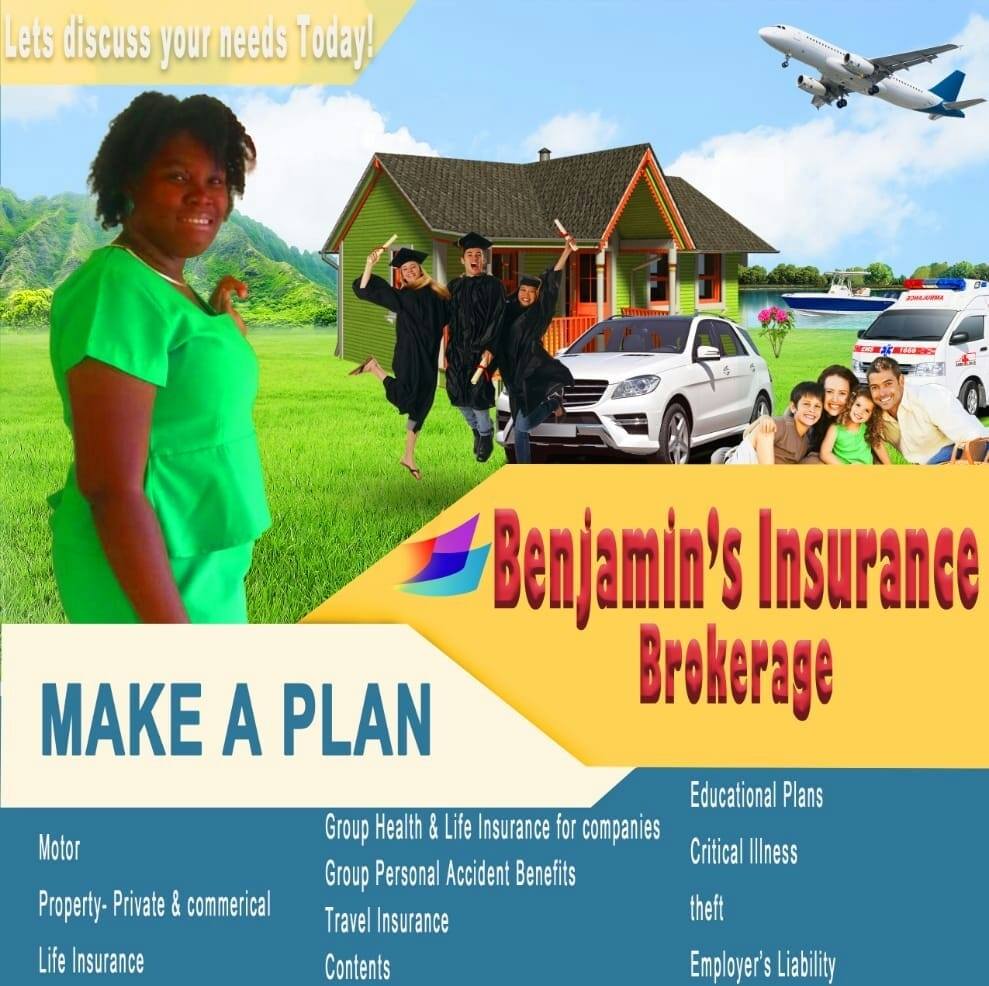 Lets discuss your needs Today!
AMBULANCE
Benjamin's Insurance
Brokerage
MAKE A PLAN
Motor
Property- Private & commerical
Life Insurance
Group Health & Life Insurance for companies
Group Personal Accident Benefits
Travel Insurance
Contents
Educational Plans
Critical Illness
theft
Employer's Liability